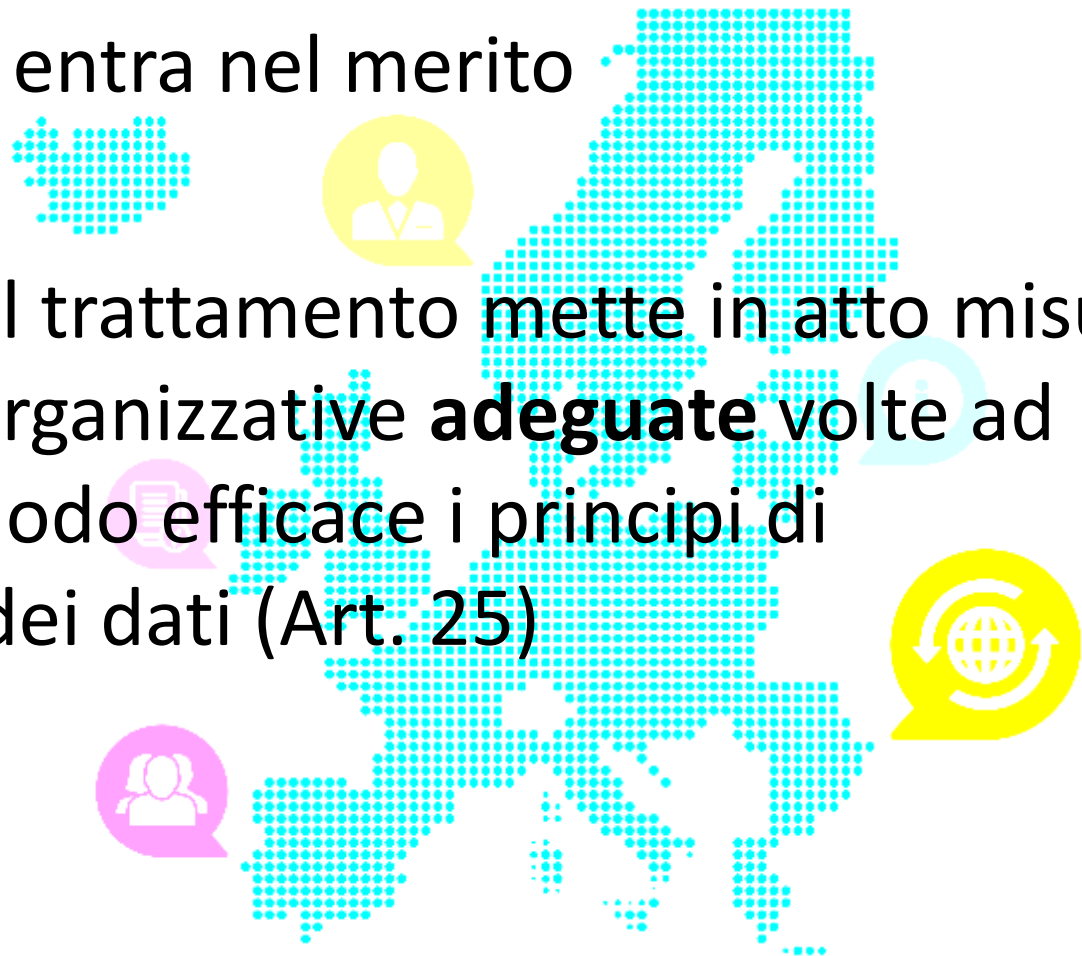 entra nel merito
l trattamento mette in atto misu
rganizzative adeguate volte ad
odo efficace i principi di
dei dati (Art. 25)